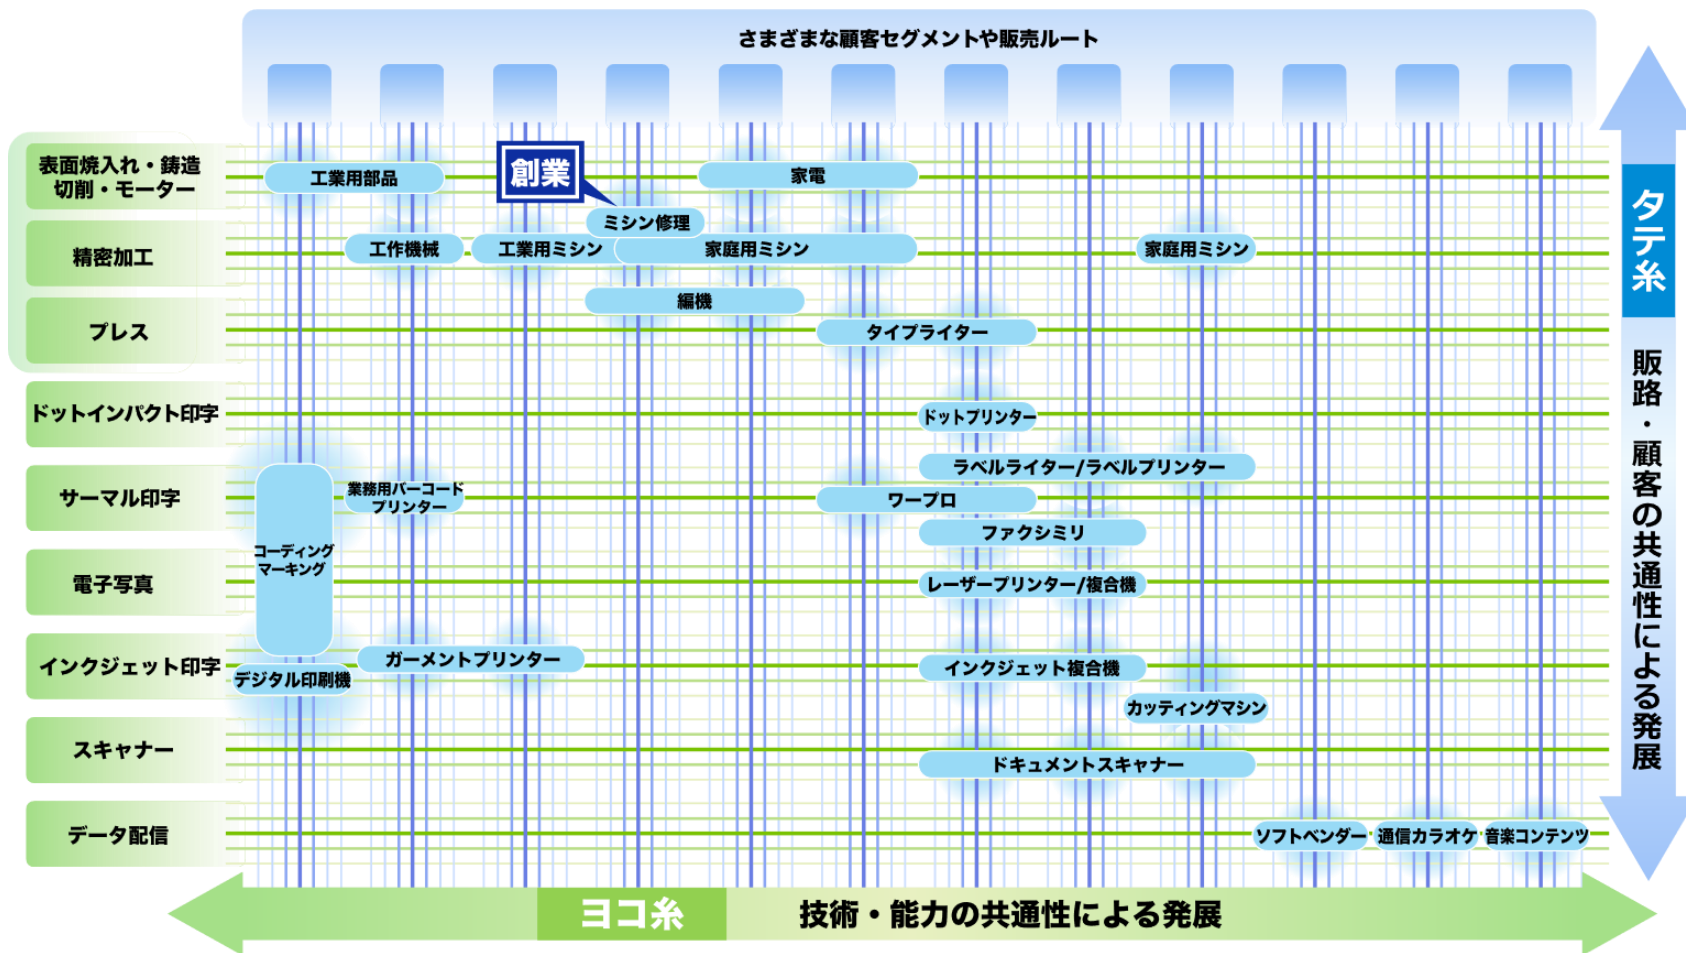 さまざまな顧客セグメントや販売ルート
表面焼入れ・鋳造
切削・モーター
工業用部品
創業
家電
ミシン修理
精密加工
工作機械
工業用ミシン
家庭用ミシン
家庭用ミシン
編機
プレス
タイプライター
ドットインパクト印字
ドットプリンター
ラベルライター/ラベルプリンター
サーマル印字
業務用バーコード
プリンター
ワープロ
ファクシミリ
コーディング
マーキング
電子写真
レーザープリンター/複合機
インクジェット印字
デジタル印刷機
ガーメントプリンター
インクジェット複合機
カッティングマシン
スキャナー
ドキュメントスキャナー
データ配信
ソフトベンダー
通信カラオケ
音楽コンテンツ
タテ糸
販路・顧客の共通性による発展
ヨコ糸
技術・能力の共通性による発展